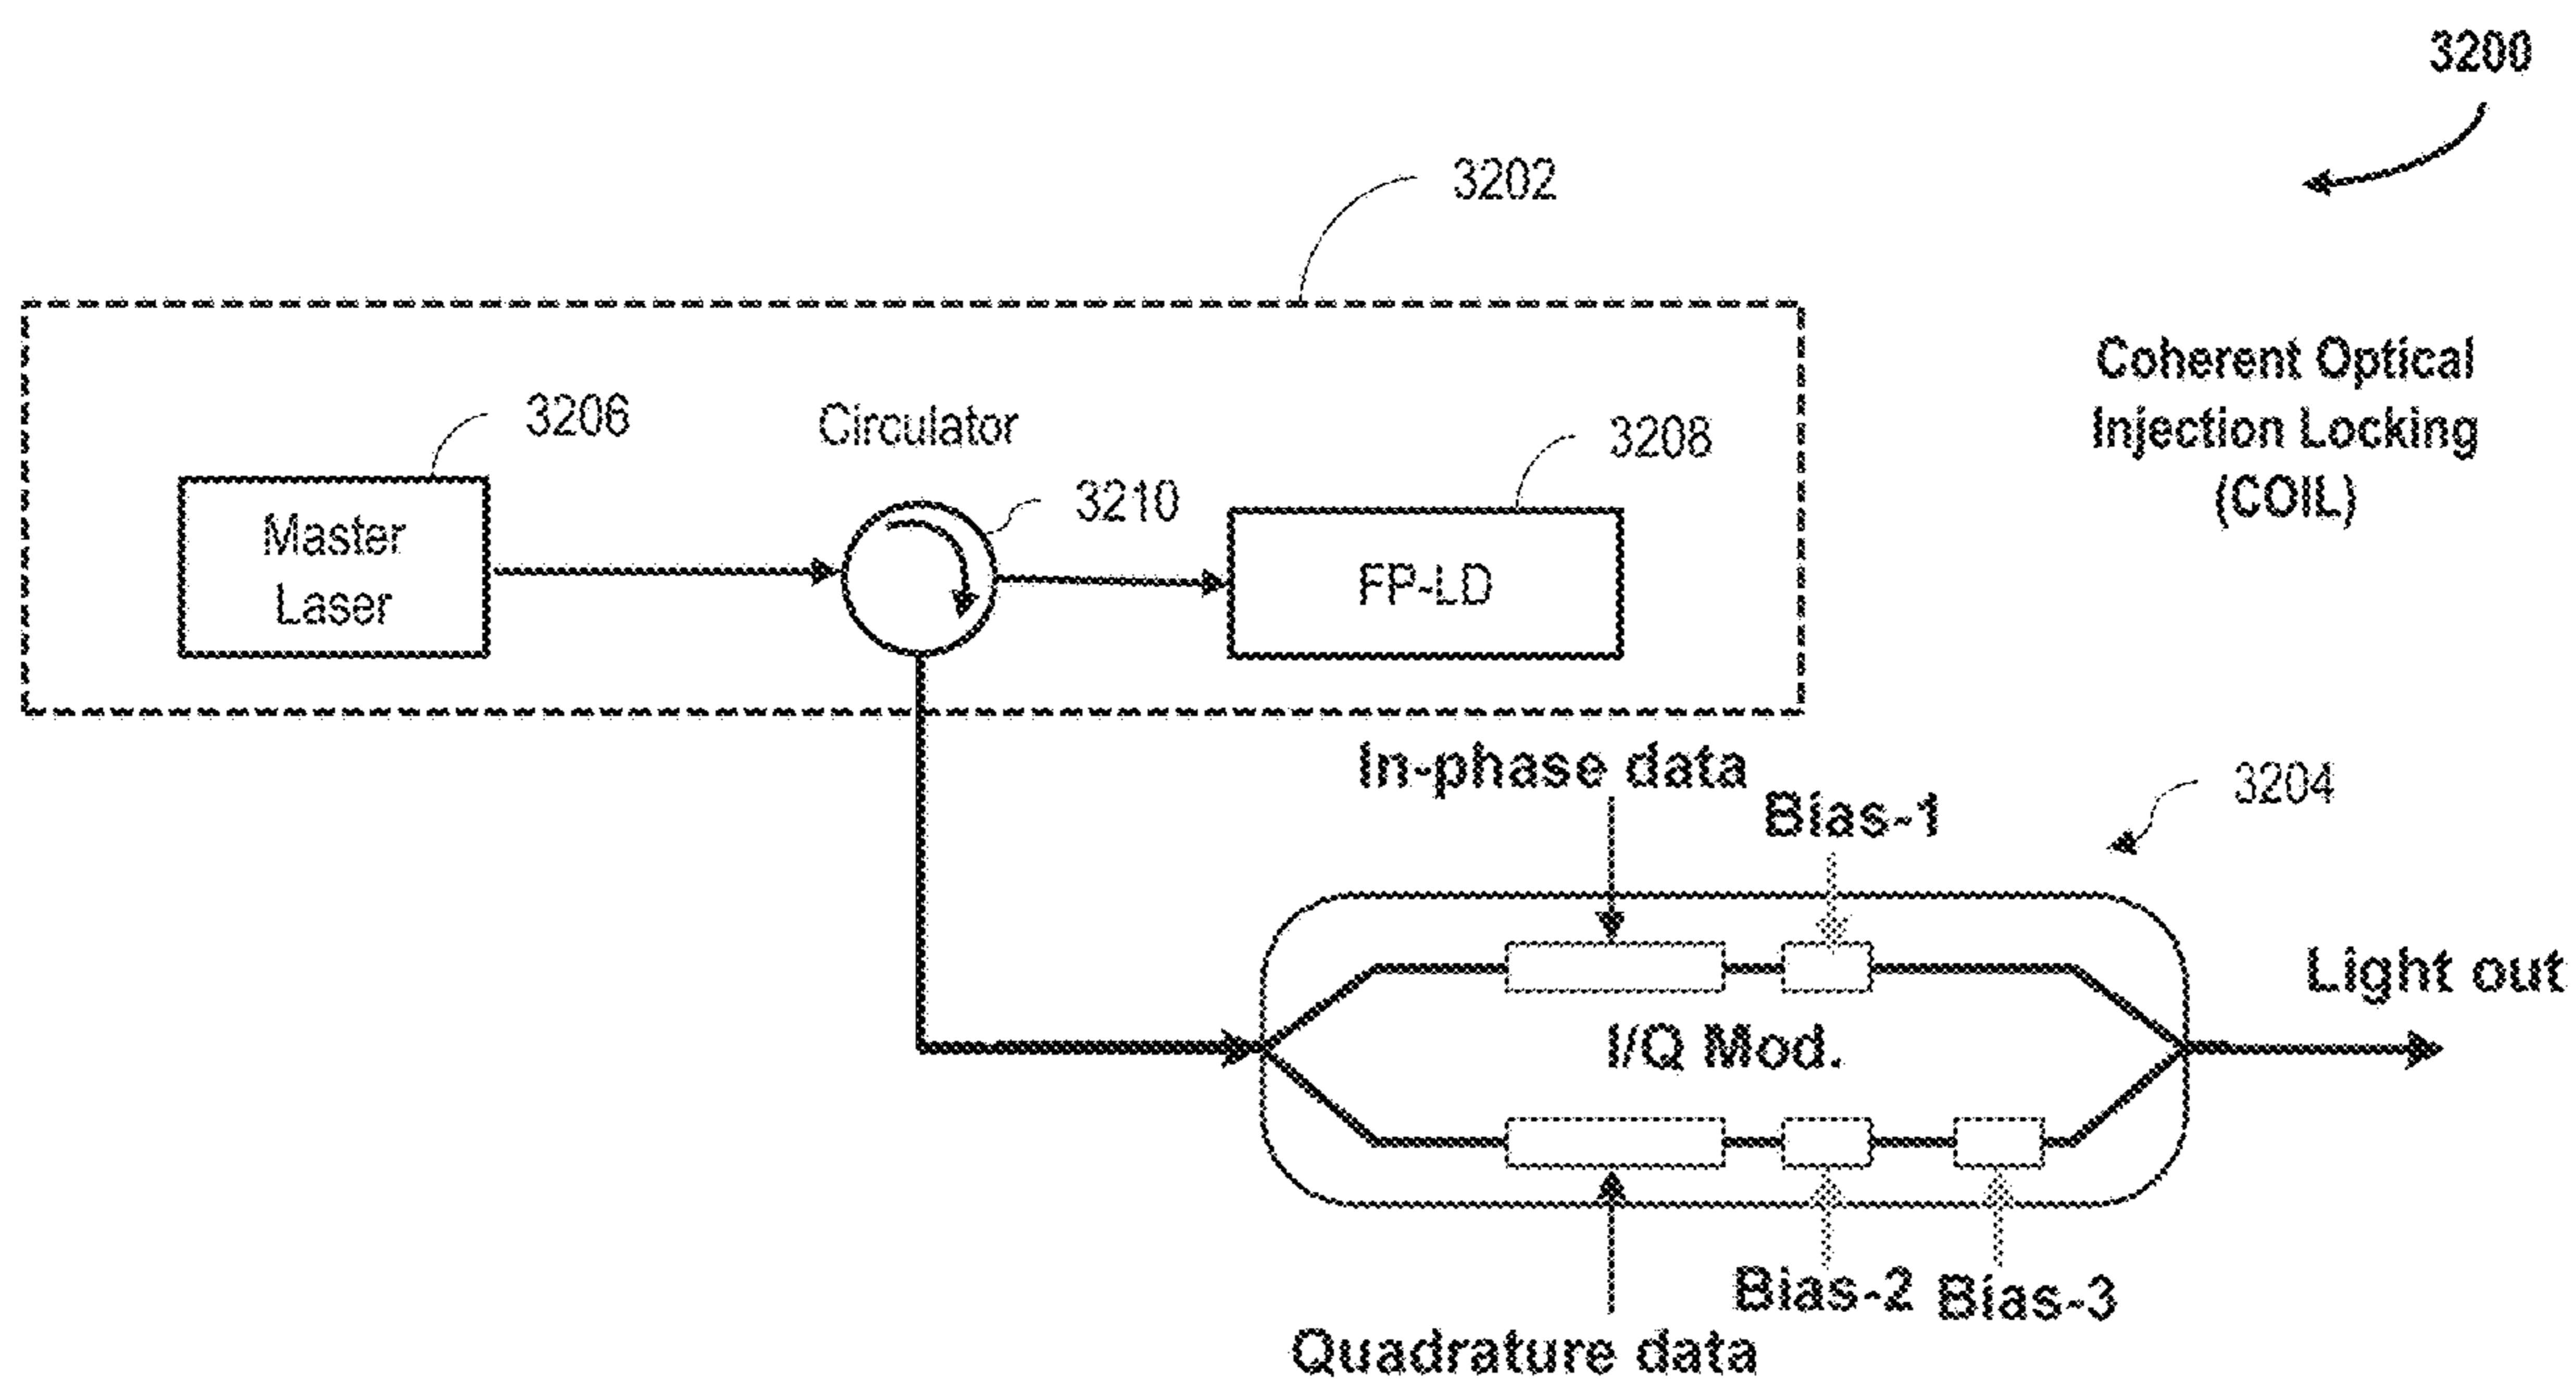 3200
3202
Coherent Optical
Injection Locking
(COIL)
3206
Circulator
3208
3210
Master
Laser
FP-LD
In-phase data
3204
Bias-1
Light out
I/Q Mod.
Bias-2
Bias-3
Quadrature data